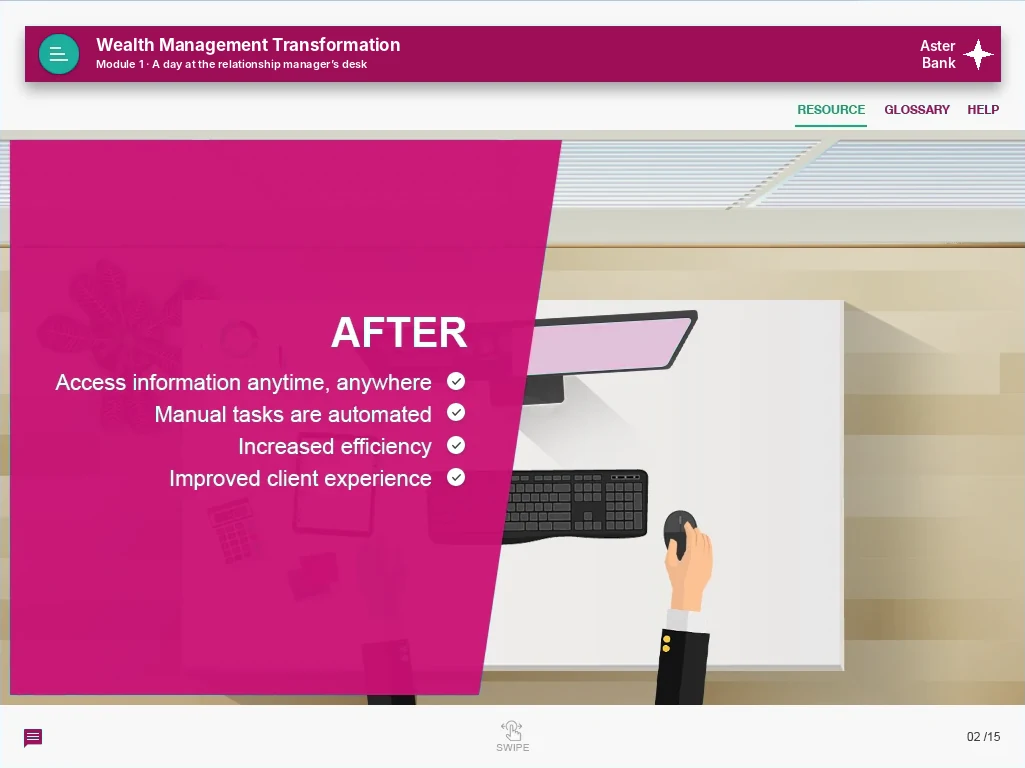 Wealth Management Transformation
Module 1 · A day at the relationship manager’s desk
Aster
Bank
RESOURCE GLOSSARY HELP
AFTER
Access information anytime, anywhere
Manual tasks are automated
Increased efficiency
Improved client experience
SWIPE
02 /15